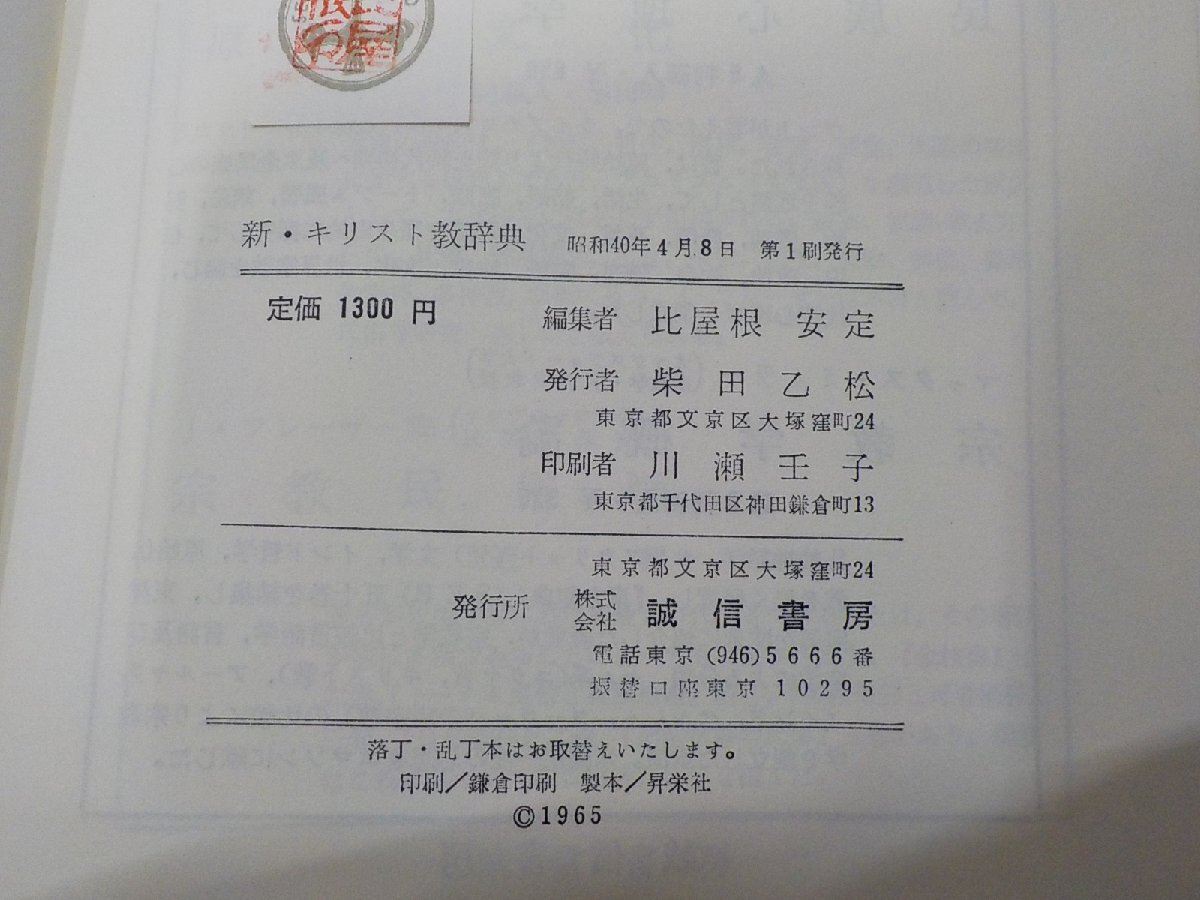 新・キリスト教辞典 昭和40年4月8日 第1刷発行
定価 1300 円
編集者 比屋根 安定
発行者 柴田乙松
東京都文京区大塚窪町24
印刷者 川瀬壬子
東京都千代田区神田鎌倉町13
東京都文京区大塚窪町24
発行所 株式会社 誠信書房
電話東京 (946) 5666番
振替口座東京 10295
落丁・乱丁本はお取替えいたします。
印刷/鎌倉印刷 製本/昇栄社
©1965